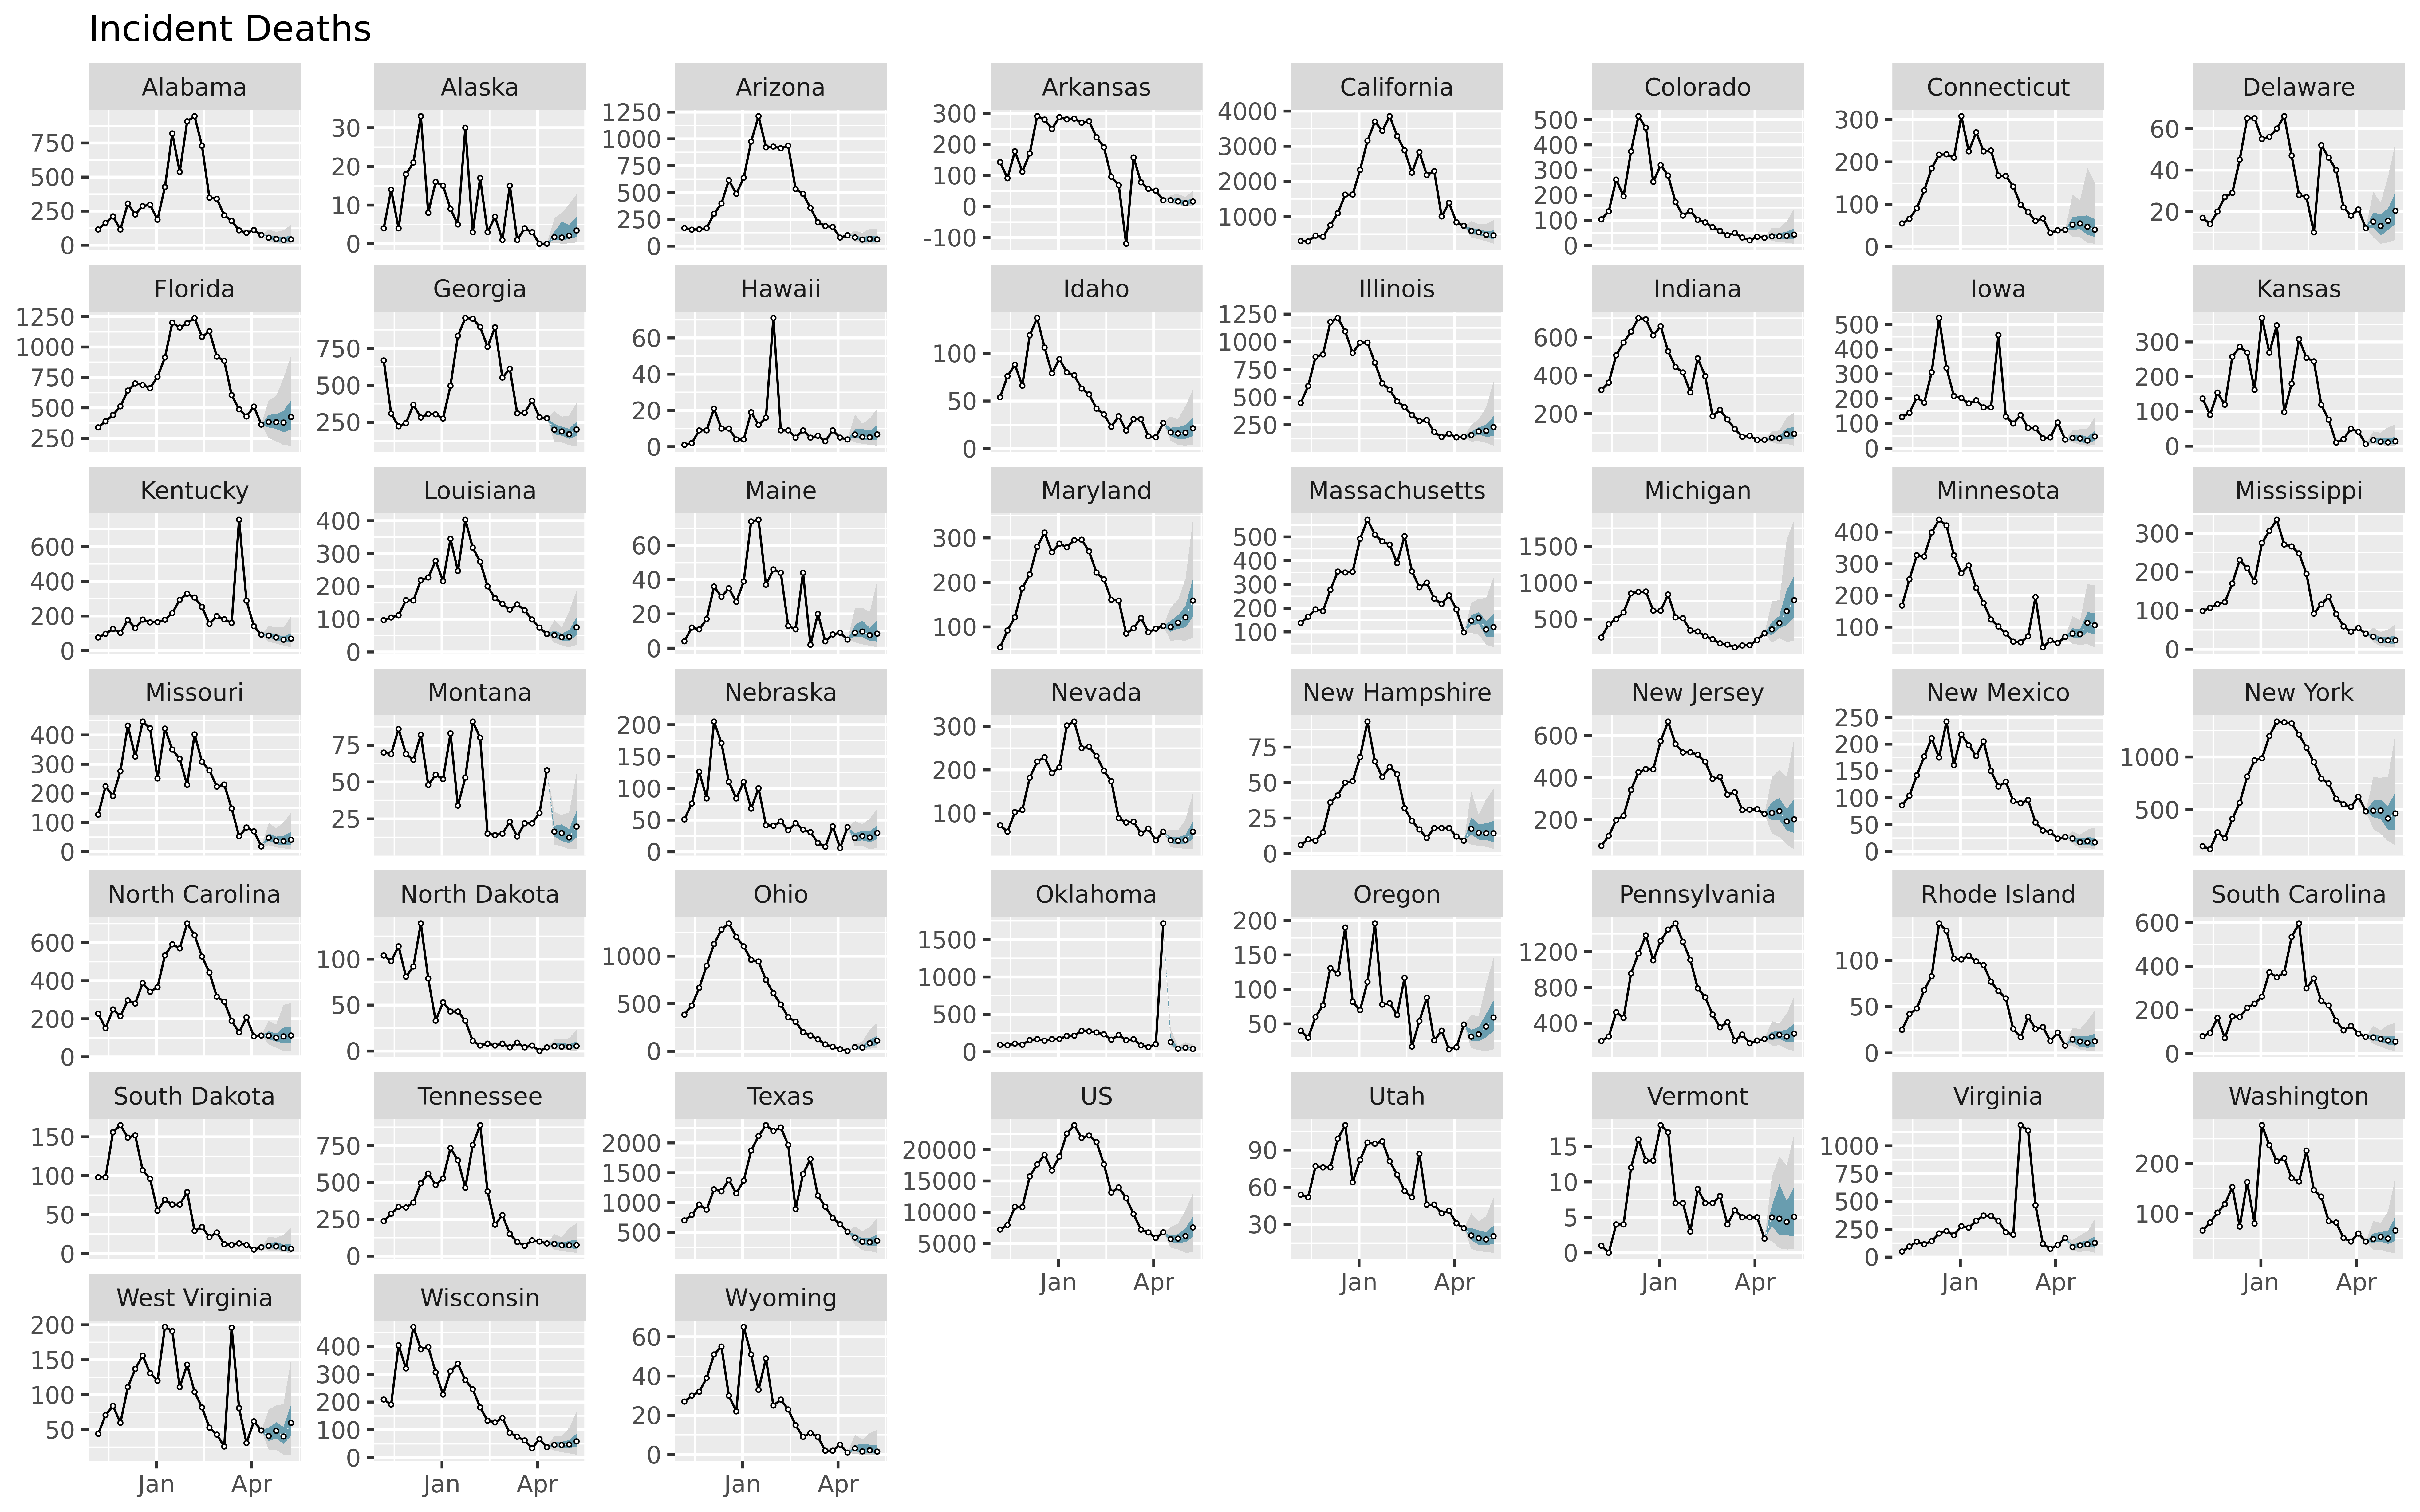 Incident Deaths
Alabama Alaska Arizona Arkansas California Colorado Connecticut Delaware
750 500 250 0
30 20 10 0
1250 1000 750 500 250 0
300 200 100 0 -100
4000 3000 2000 1000
500 400 300 200 100 0
300 200 100 0
60 40 20
Florida Georgia Hawaii Idaho Illinois Indiana Iowa Kansas
1250 1000 750 500 250
750 500 250
60 40 20 0
100 50 0
1250 1000 750 500 250
600 400 200
500 400 300 200 100 0
300 200 100 0
Kentucky Louisiana Maine Maryland Massachusetts Michigan Minnesota Mississippi
600 400 200 0
400 300 200 100 0
60 40 20 0
300 200 100
500 400 300 200 100
1500 1000 500
400 300 200 100
300 200 100 0
Missouri Montana Nebraska Nevada New Hampshire New Jersey New Mexico New York
400 300 200 100 0
75 50 25
200 150 100 50 0
300 200 100
75 50 25 0
600 400 200
250 200 150 100 50 0
1000 500
North Carolina North Dakota Ohio Oklahoma Oregon Pennsylvania Rhode Island South Carolina
600 400 200 0
100 50 0
1000 500 0
1500 1000 500 0
200 150 100 50
1200 800 400
100 50 0
600 400 200 0
South Dakota Tennessee Texas US Utah Vermont Virginia Washington
150 100 50 0
750 500 250 0
2000 1500 1000 500
20000 15000 10000 5000
90 60 30
15 10 5 0
1000 750 500 250 0
200 100
Jan Apr Jan Apr Jan Apr Jan Apr Jan Apr
West Virginia Wisconsin Wyoming
200 150 100 50
400 300 200 100 0
60 40 20 0
Jan Apr Jan Apr Jan Apr